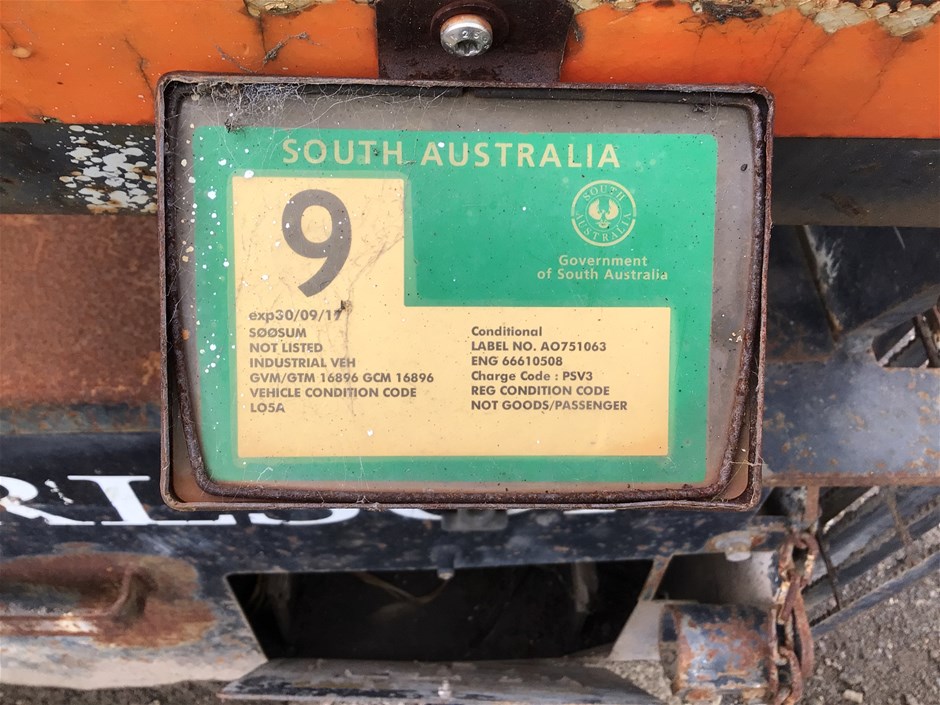 SOUTH AUSTRALIA
9
SOUTH
AUSTRALIA
Government
of South Australia
exp30/09/17
SØØSUM
NOT LISTED
INDUSTRIAL VEH
GVM/GTM 16896 GCM 16896
VEHICLE CONDITION CODE
LO5A
Conditional
LABEL NO. AO751063
ENG 66610508
Charge Code : PSV3
REG CONDITION CODE
NOT GOODS/PASSENGER